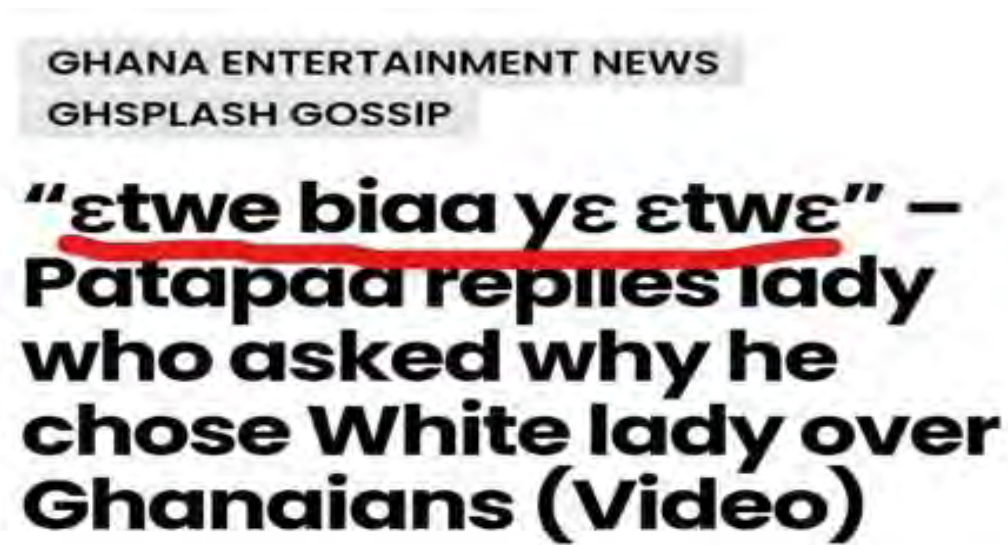 GHANA ENTERTAINMENT NEWS
GHSPLASH GOSSIP
“ɛtwe biaa yɛ ɛtwɛ” –
Patapaa replies lady
who asked why he
chose White lady over
Ghanaians (Video)